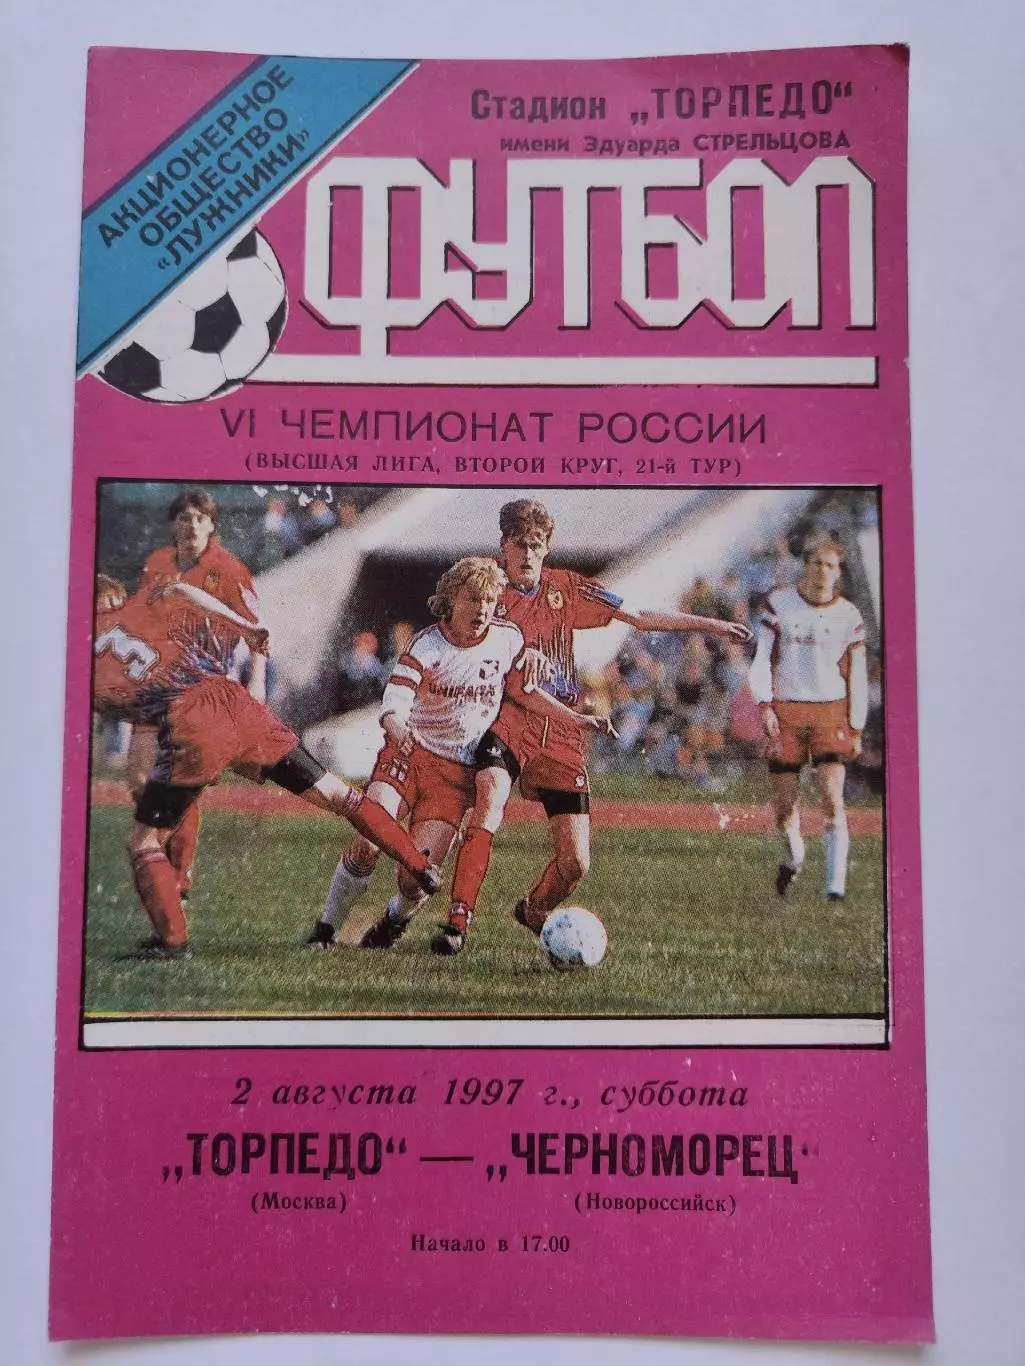 АКЦИОНЕРНОЕ
ОБЩЕСТВО
«ЛУЖНИКИ»
Стадион „ТОРПЕДО“
имени Эдуарда СТРЕЛЬЦОВА
ФУТБОЛ
VI ЧЕМПИОНАТ РОССИИ
(ВЫСШАЯ ЛИГА, ВТОРОЙ КРУГ, 21-й ТУР)
3
2 августа 1997 г., суббота
„ТОРПЕДО“ — „ЧЕРНОМОРЕЦ“
(Москва) (Новороссийск)
Начало в 17.00